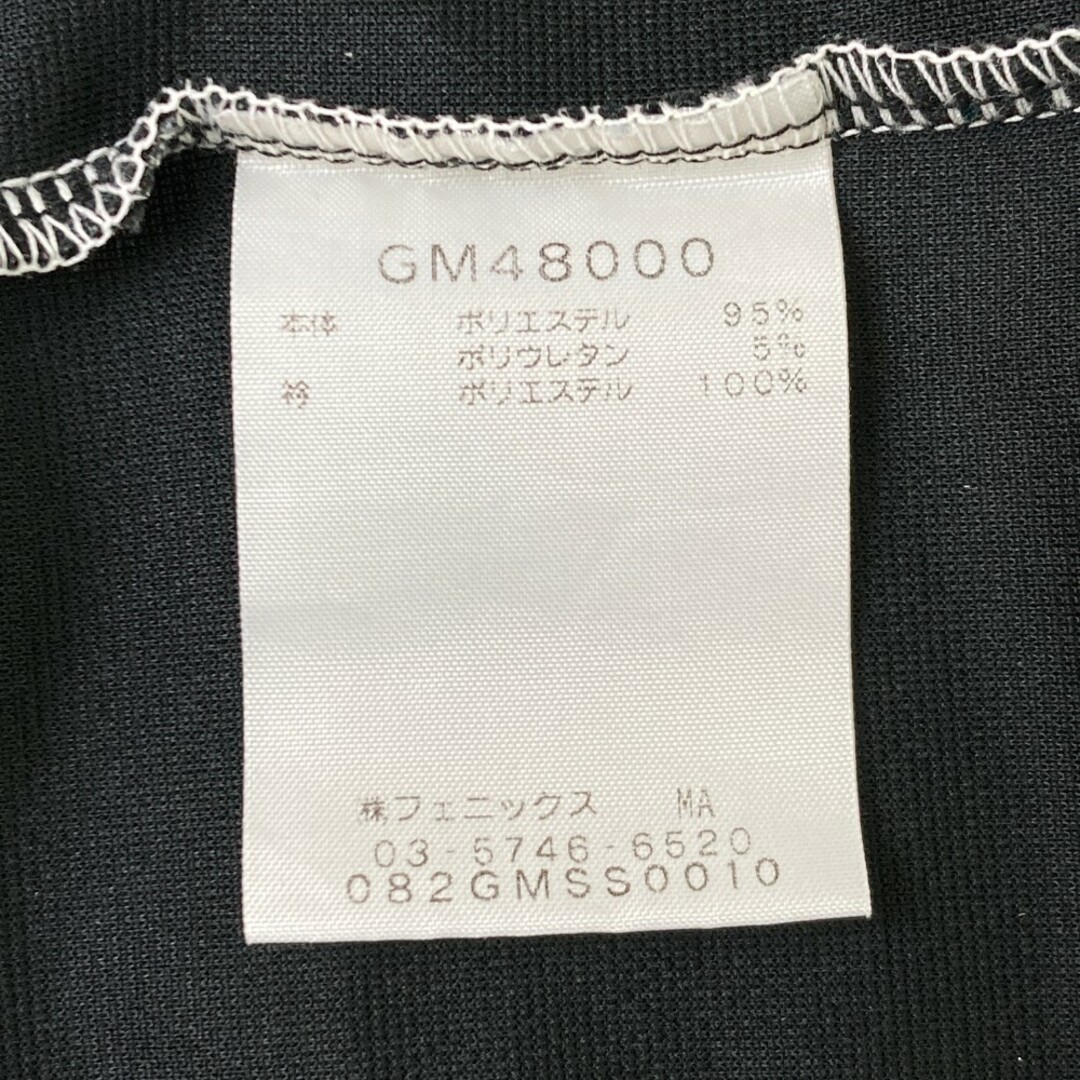 GM48000
本体 ポリエステル 95%
ポリウレタン 5%
衿 ポリエステル 100%
㈱フェニックス MA
03-5746-6520
082GMSS0010